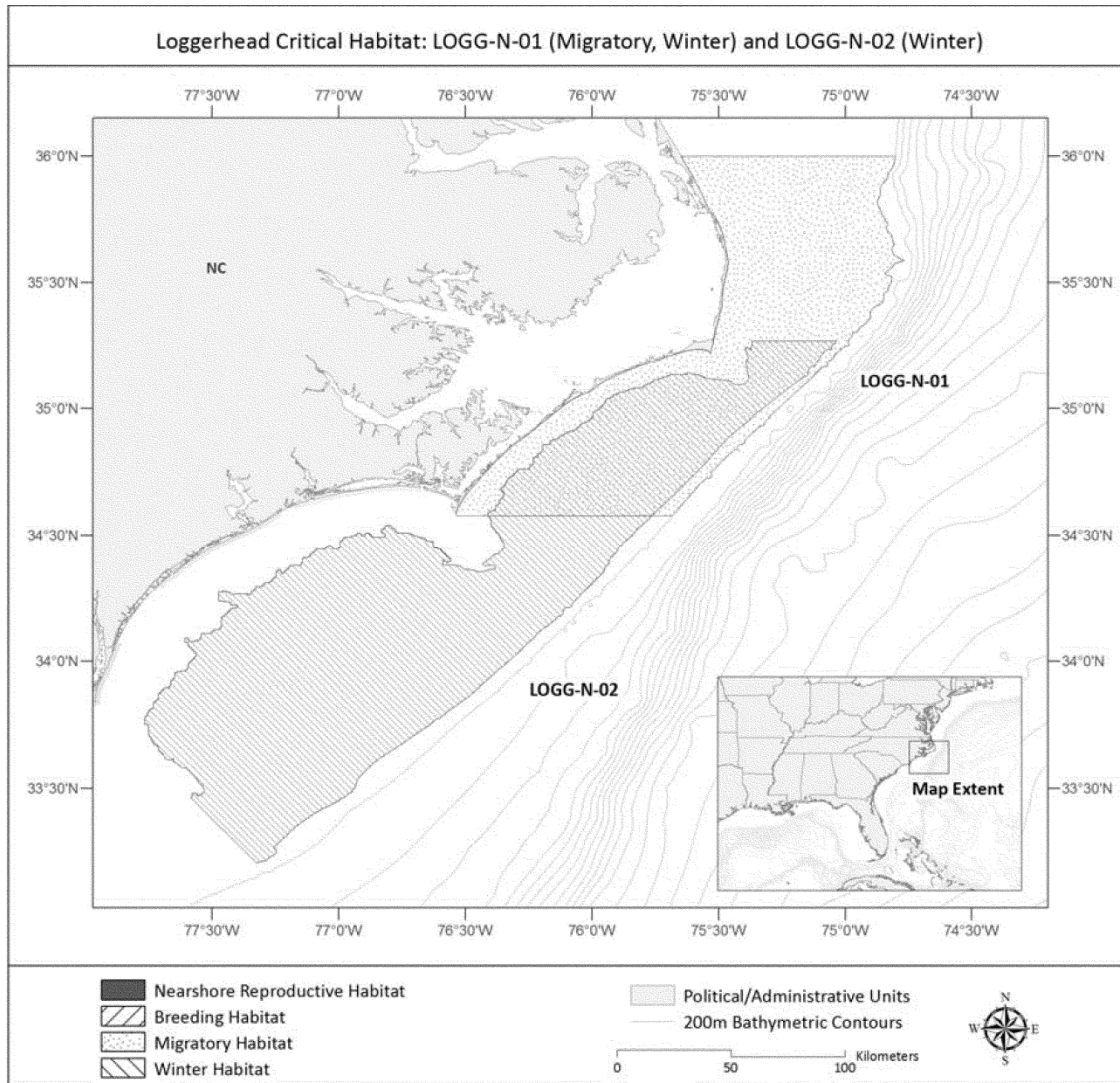 Loggerhead Critical Habitat: LOGG-N-01 (Migratory, Winter) and LOGG-N-02 (Winter)
77°30'W 77°0'W 76°30'W 76°0'W 75°30'W 75°0'W 74°30'W
36°0'N 36°0'N
NC
35°30'N 35°30'N
LOGG-N-01
35°0'N 35°0'N
34°30'N 34°30'N
34°0'N 34°0'N
LOGG-N-02
Map Extent
33°30'N 33°30'N
77°30'W 77°0'W 76°30'W 76°0'W 75°30'W 75°0'W 74°30'W
Nearshore Reproductive Habitat
Breeding Habitat
Migratory Habitat
Winter Habitat
Political/Administrative Units
200m Bathymetric Contours
Kilometers
0 50 100
N
W E
S